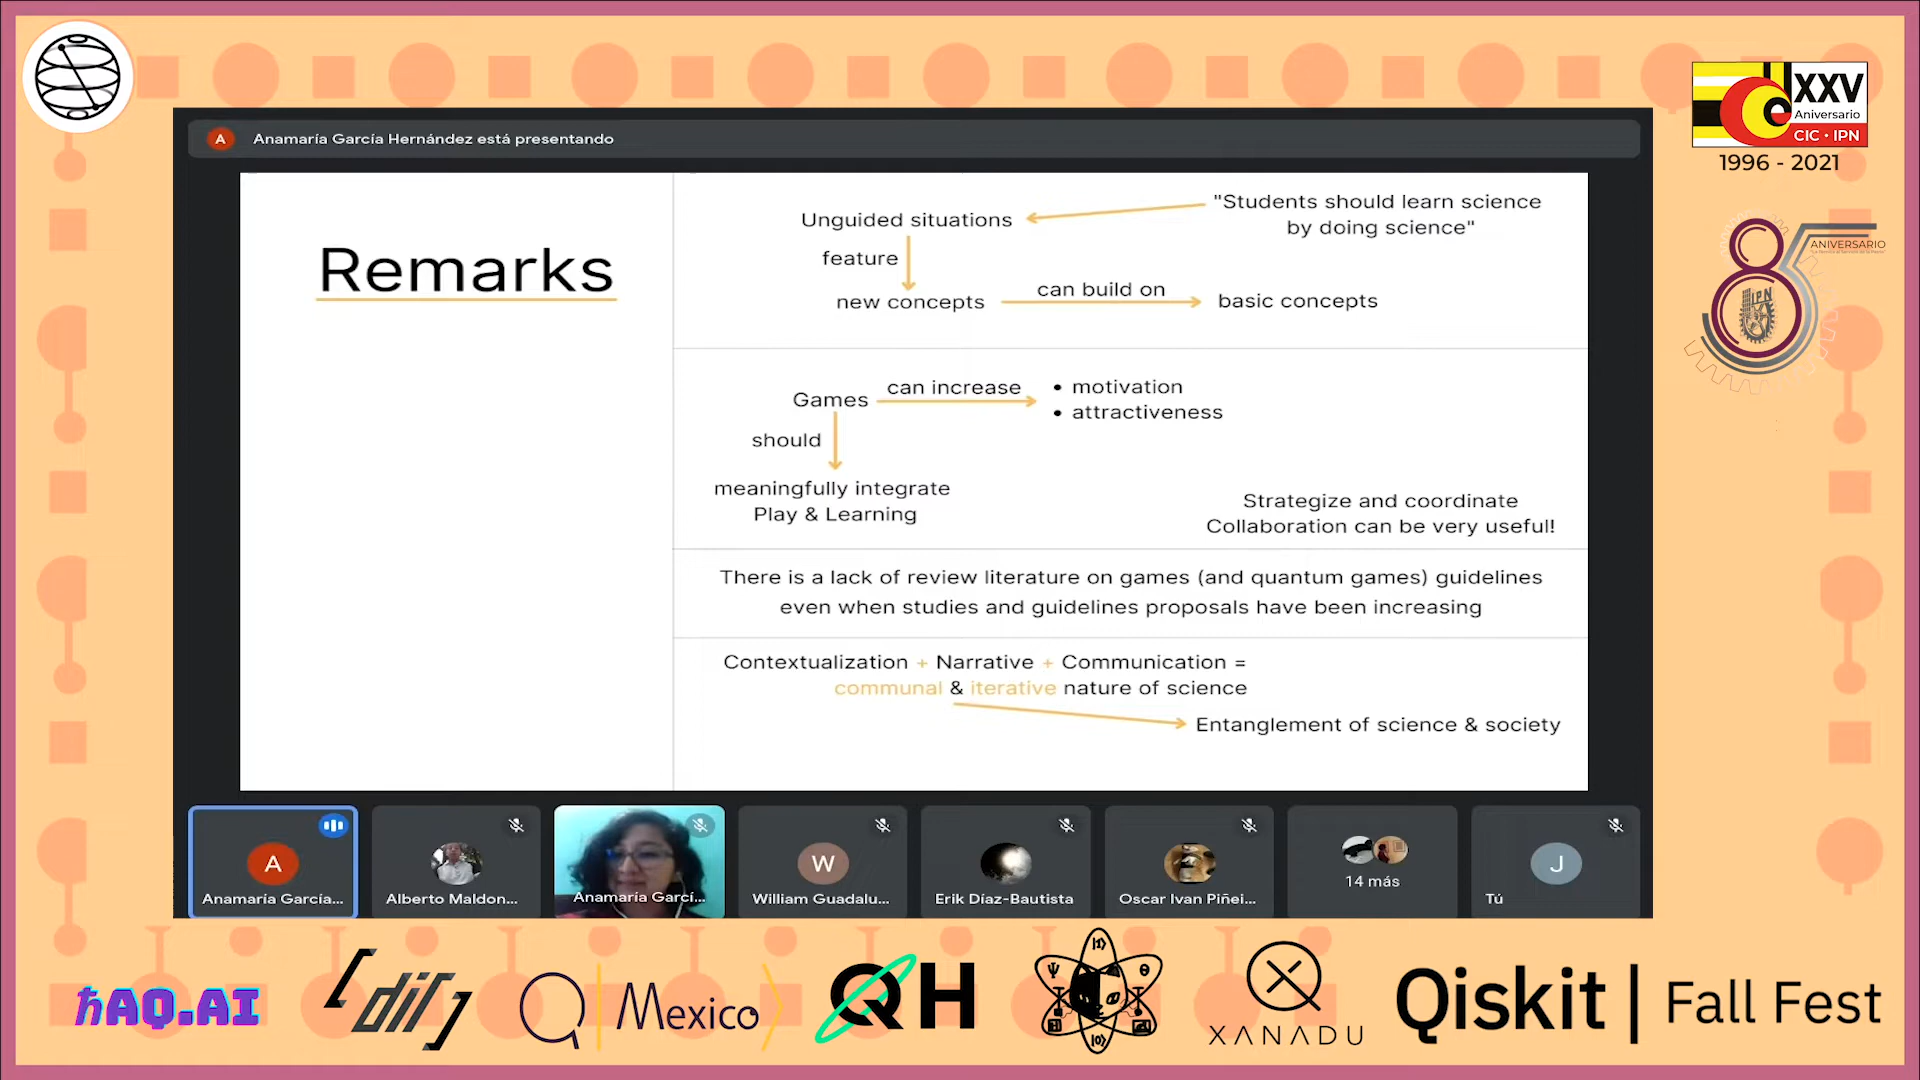 XXV
Aniversario
CIC • IPN
1996 - 2021
ANIVERSARIO
IPN
A
Anamaría García Hernández está presentando
Remarks
Unguided situations
"Students should learn science
by doing science"
feature
new concepts
can build on
basic concepts
Games
can increase
• motivation
• attractiveness
should
meaningfully integrate
Play & Learning
Strategize and coordinate
Collaboration can be very useful!
There is a lack of review literature on games (and quantum games) guidelines
even when studies and guidelines proposals have been increasing
Contextualization + Narrative + Communication =
communal & iterative nature of science
Entanglement of science & society
A
Anamaría García...
Alberto Maldon...
Anamaría Garcí...
W
William Guadalu...
Erik Díaz-Bautista
Oscar Ivan Piñei...
14 más
J
Tú
ħAQ.AI
[dil]
Q|Mexico⟩
QH
|1⟩
Ψ
θ
|0⟩
XANADU
Qiskit | Fall Fest